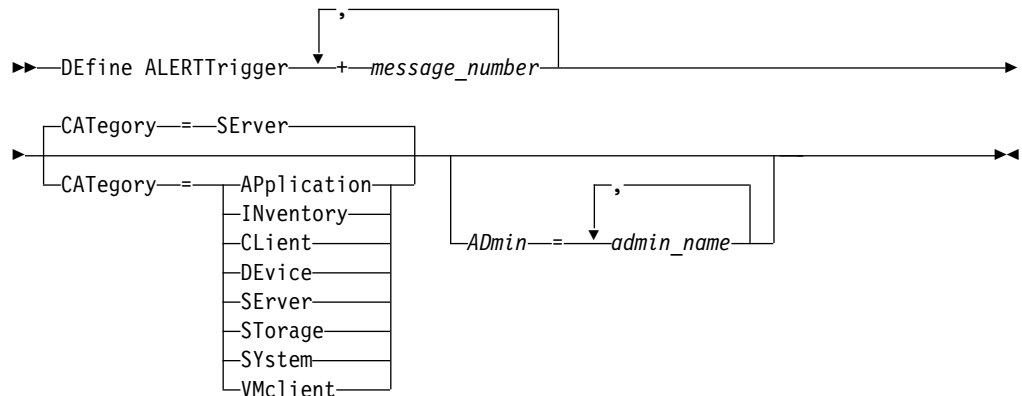 ,
DEfine ALERTTrigger + message_number
CATegory = SErver
CATegory = APplication
INventory
CLient
DEvice
SErver
STorage
SYstem
VMclient
,
ADmin = admin_name